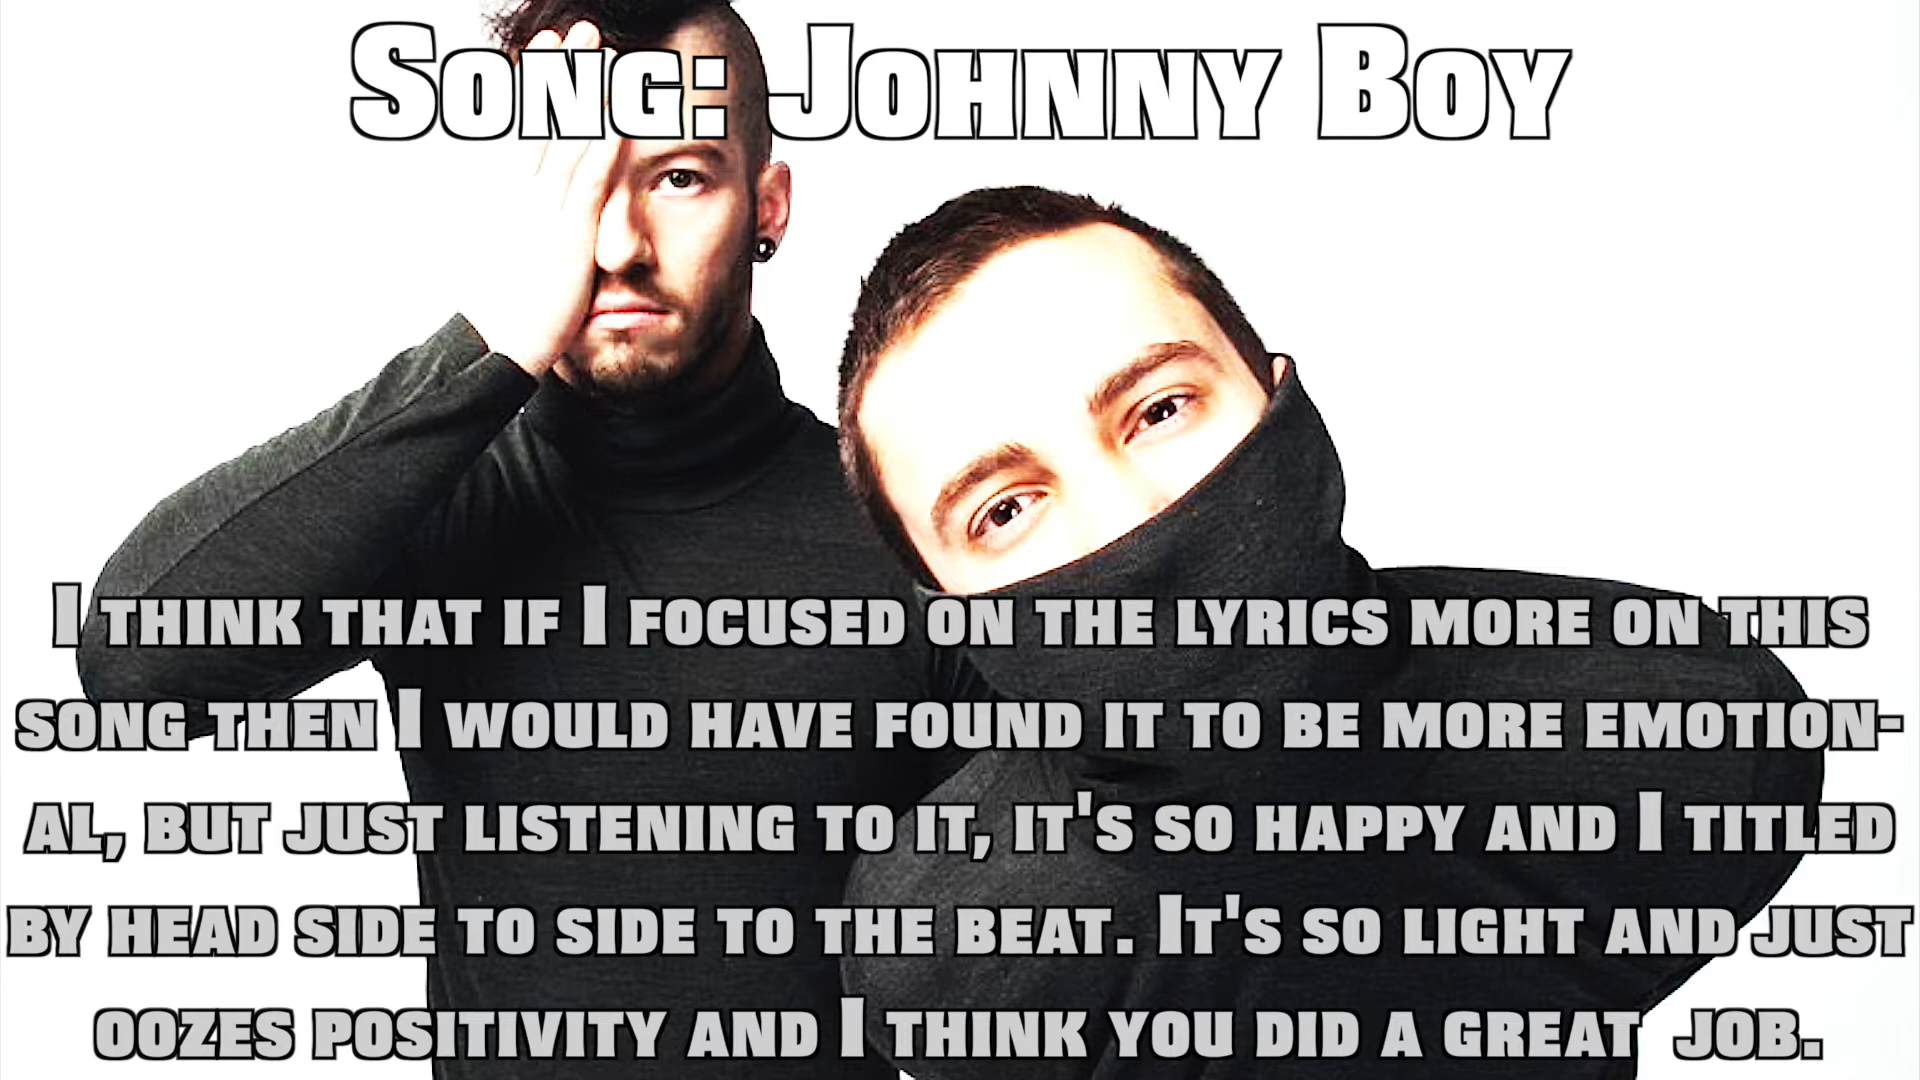 Song: Johnny Boy
I think that if I focused on the lyrics more on this
song then I would have found it to be more emotion-
al, but just listening to it, it's so happy and I titled
by head side to side to the beat. It's so light and just
oozes positivity and I think you did a great job.